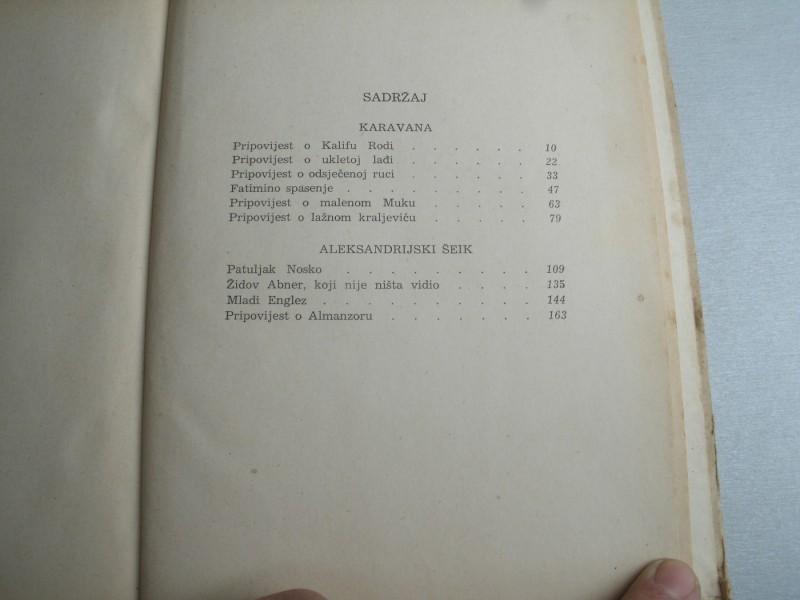 SADRŽAJ
KARAVANA
Pripovijest o Kalifu Rodi . . . . . . 10
Pripovijest o ukletoj lađi . . . . . . 22
Pripovijest o odsječenoj ruci . . . . . . 33
Fatimino spasenje . . . . . . . . . 47
Pripovijest o malenom Muku . . . . . 63
Pripovijest o lažnom kraljeviću . . . . . 79
ALEKSANDRIJSKI ŠEIK
Patuljak Nosko . . . . . . . . . 109
Židov Abner, koji nije ništa vidio . . . . 135
Mladi Englez . . . . . . . . . . 144
Pripovijest o Almanzoru . . . . . . . 163